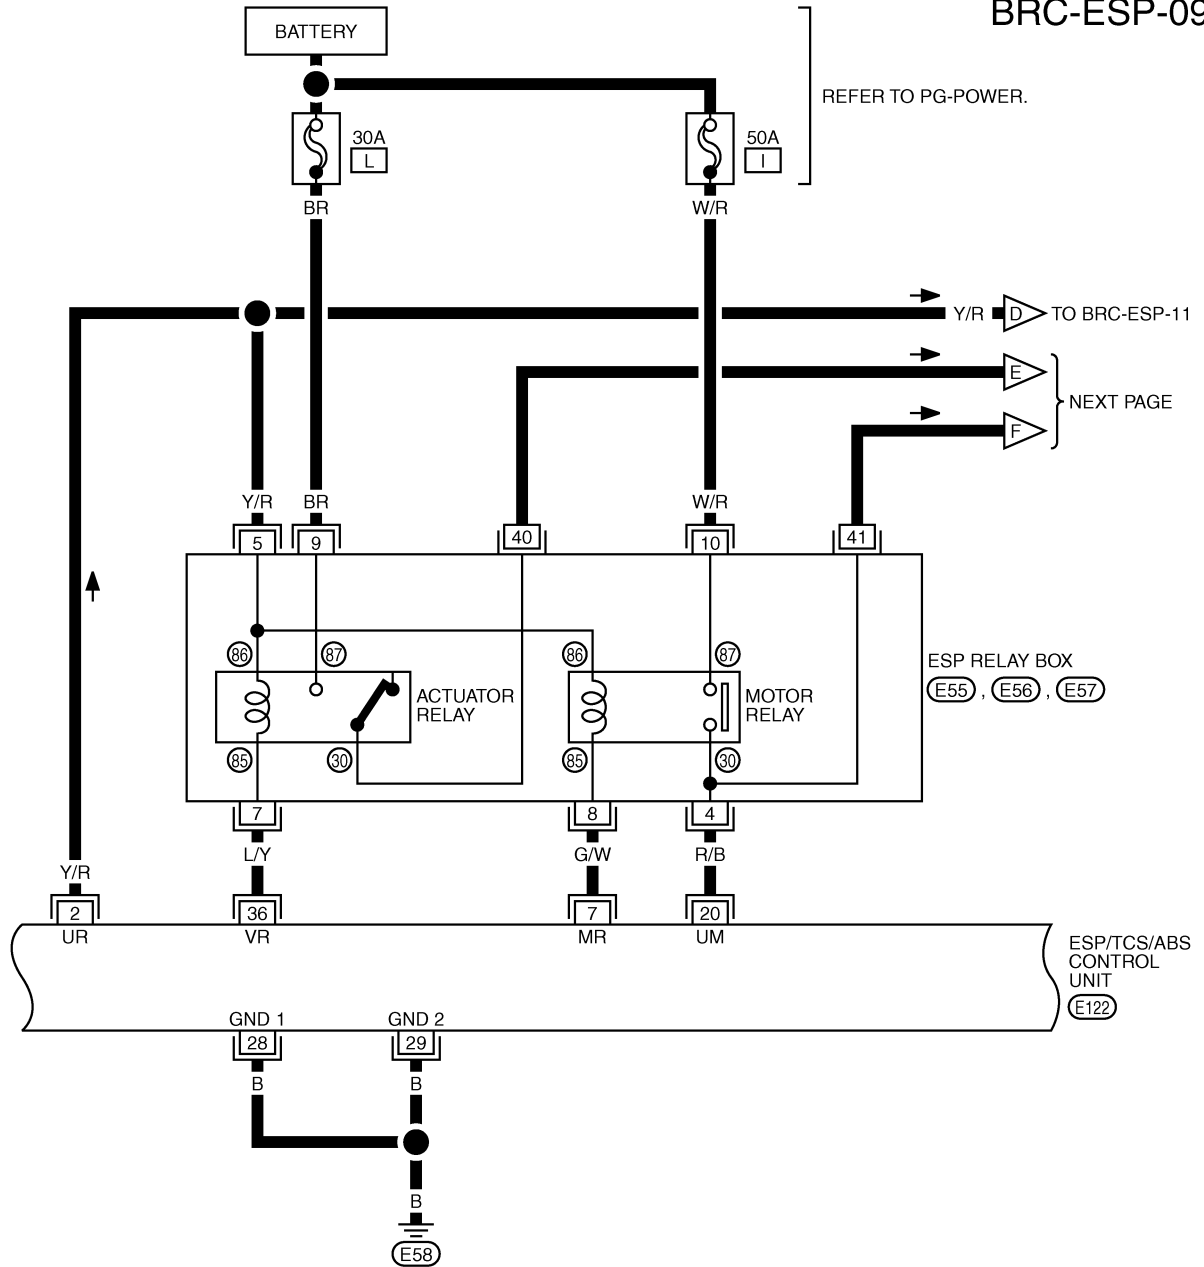 BRC-ESP-09
BATTERY
REFER TO PG-POWER.
30A
L
50A
I
BR
W/R
Y/R
D
TO BRC-ESP-11
E
NEXT PAGE
F
Y/R
BR
W/R
5
9
40
10
41
86
87
86
87
ESP RELAY BOX
E55 , E56 , E57
ACTUATOR
RELAY
MOTOR
RELAY
85
30
85
30
7
8
4
L/Y
G/W
R/B
Y/R
2
36
7
20
UR
VR
MR
UM
ESP/TCS/ABS
CONTROL
UNIT
E122
GND 1
GND 2
28
29
B
B
B
E58